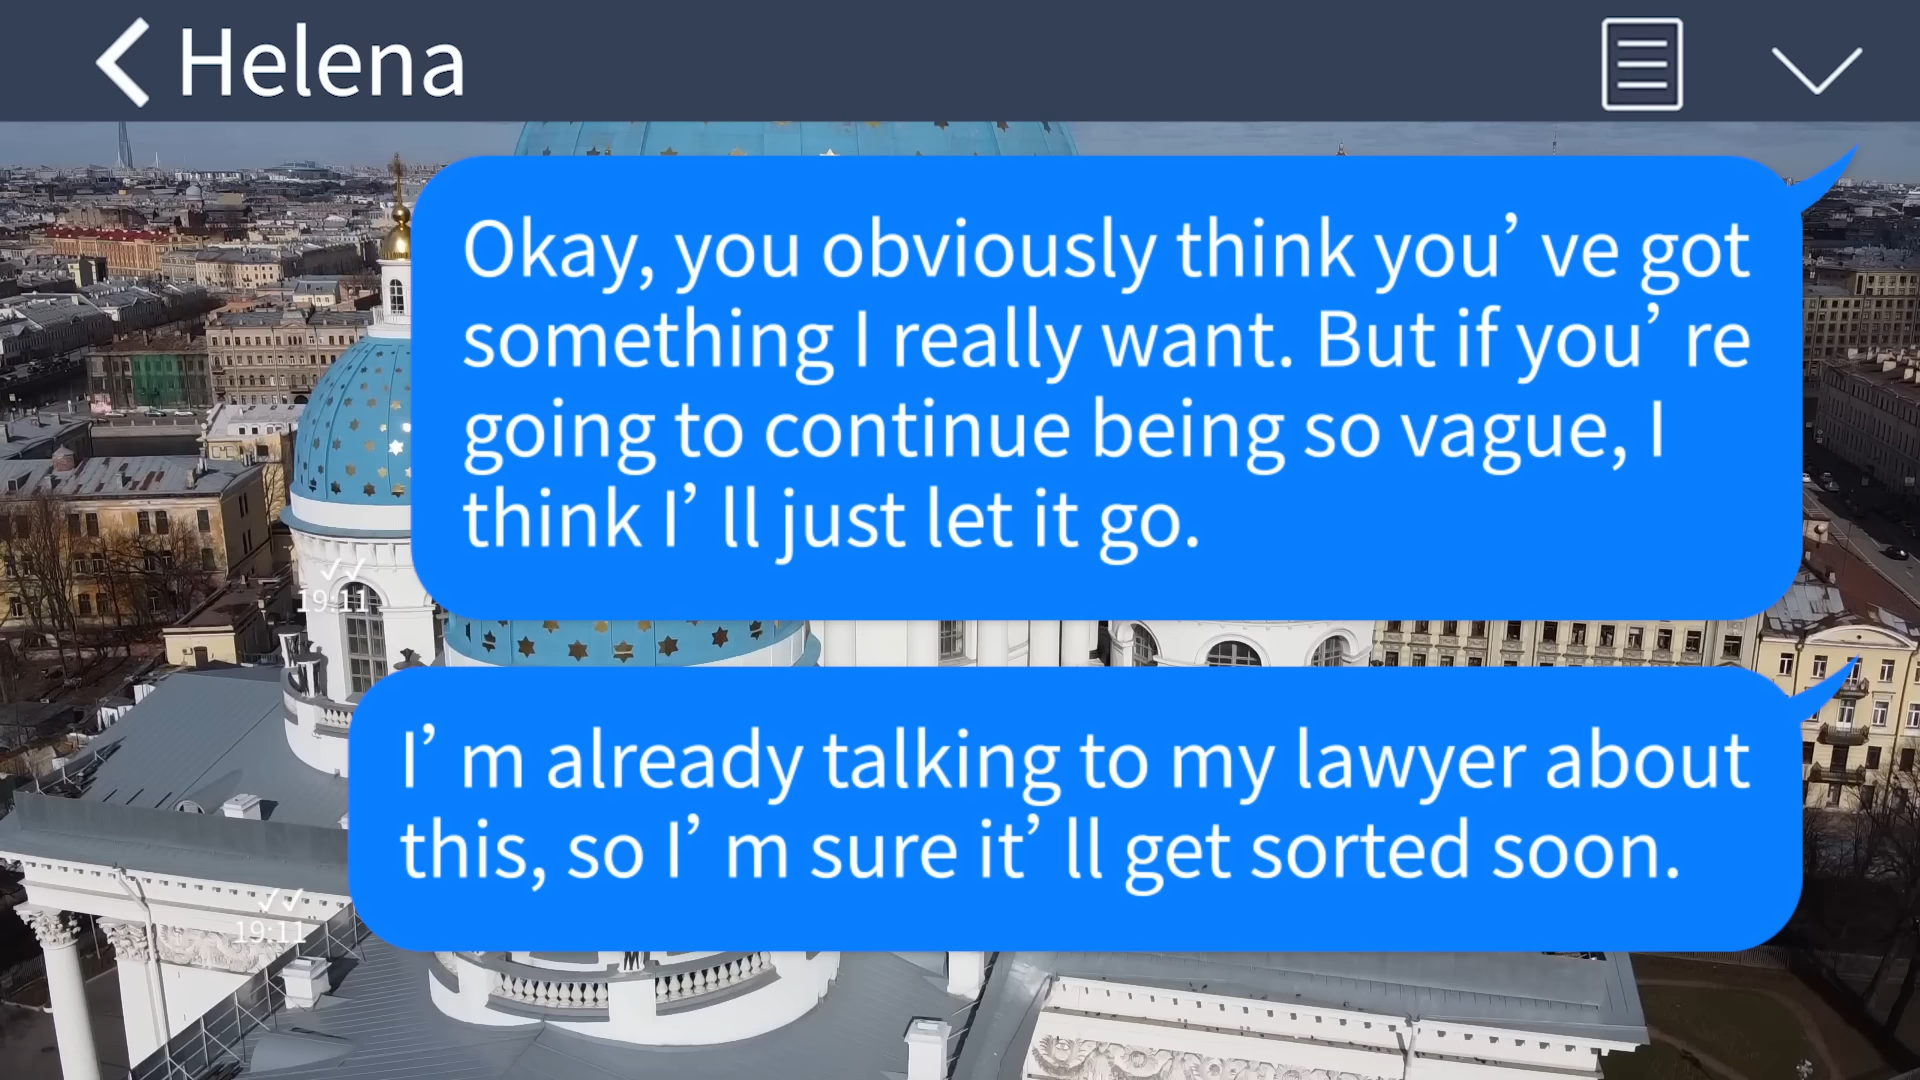 Helena
Okay, you obviously think you’ ve got
something I really want. But if you’ re
going to continue being so vague, I
think I’ ll just let it go.
19:11
I’ m already talking to my lawyer about
this, so I’ m sure it’ ll get sorted soon.
19:11